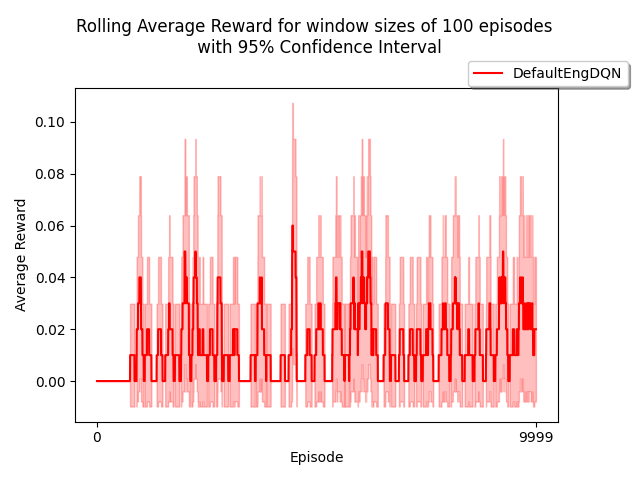 Rolling Average Reward for window sizes of 100 episodes
with 95% Confidence Interval
DefaultEngDQN
Average Reward
0.10
0.08
0.06
0.04
0.02
0.00
0
9999
Episode